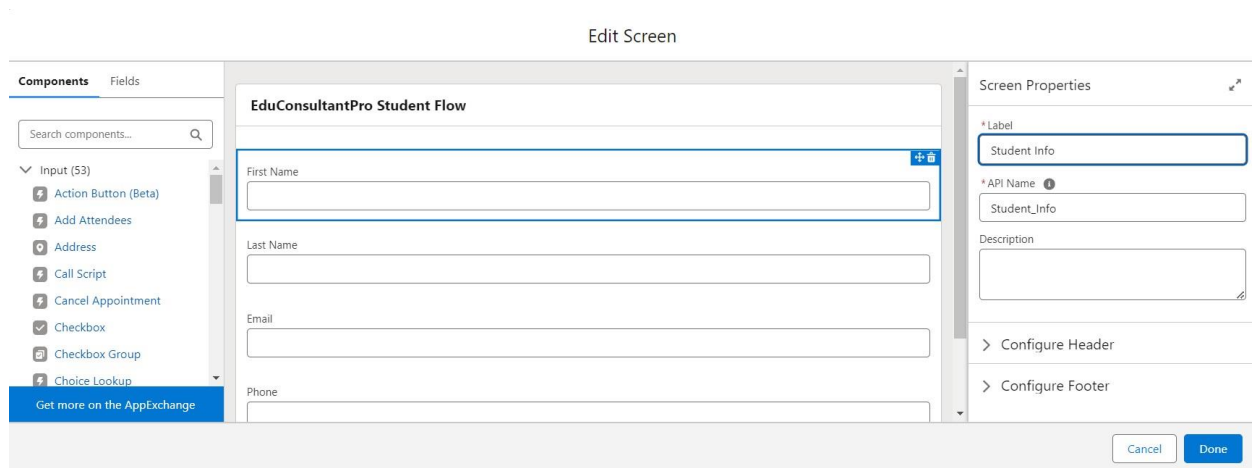 Edit Screen
Components Fields
Search components...
Input (53)
Action Button (Beta)
Add Attendees
Address
Call Script
Cancel Appointment
Checkbox
Checkbox Group
Choice Lookup
Get more on the AppExchange
EduConsultantPro Student Flow
First Name
Last Name
Email
Phone
Screen Properties
*Label
Student Info
*API Name
Student_Info
Description
Configure Header
Configure Footer
Cancel Done